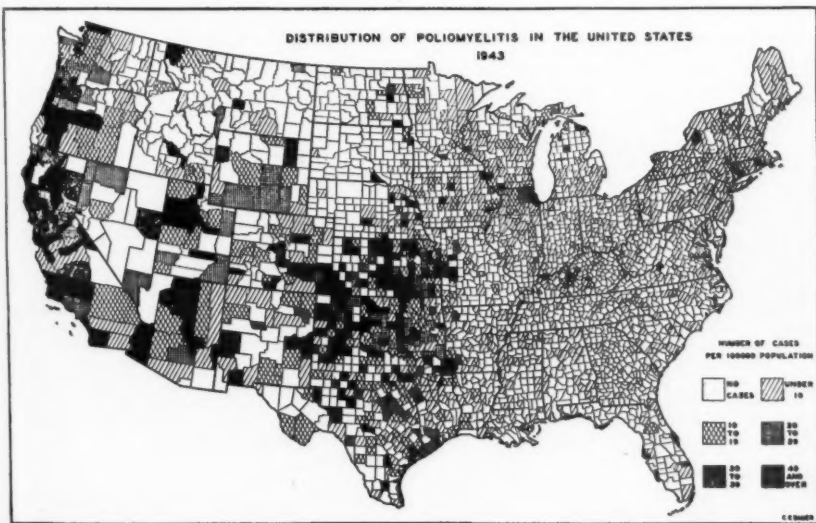 DISTRIBUTION OF POLIOMYELITIS IN THE UNITED STATES
1943
NUMBER OF CASES
PER 100000 POPULATION
NO
CASES
UNDER
10
10
TO
19
20
TO
29
30
TO
39
40
AND
OVER